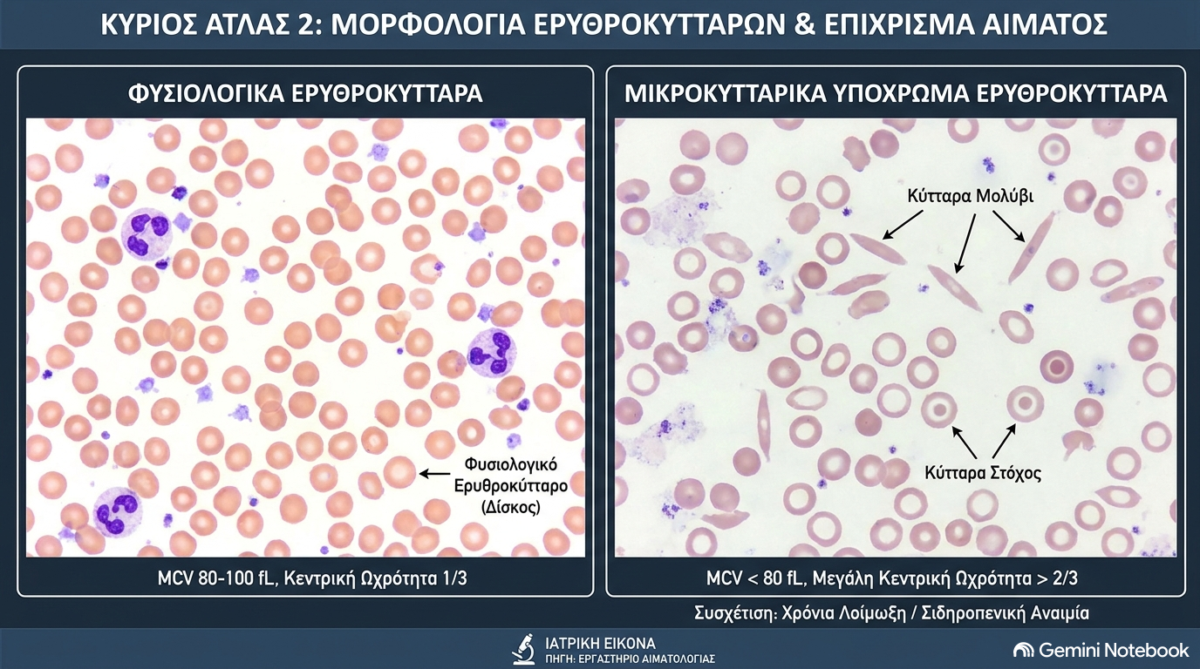 ΚΥΡΙΟΣ ΑΤΛΑΣ 2: ΜΟΡΦΟΛΟΓΙΑ ΕΡΥΘΡΟΚΥΤΤΑΡΩΝ & ΕΠΙΧΡΙΣΜΑ ΑΙΜΑΤΟΣ
ΦΥΣΙΟΛΟΓΙΚΑ ΕΡΥΘΡΟΚΥΤΤΑΡΑ
Φυσιολογικό
Ερυθροκύτταρο
(Δίσκος)
MCV 80-100 fL, Κεντρική Ωχρότητα 1/3
ΜΙΚΡΟΚΥΤΤΑΡΙΚΑ ΥΠΟΧΡΩΜΑ ΕΡΥΘΡΟΚΥΤΤΑΡΑ
Κύτταρα Μολύβι
Κύτταρα Στόχος
MCV < 80 fL, Μεγάλη Κεντρική Ωχρότητα > 2/3
Συσχέτιση: Χρόνια Λοίμωξη / Σιδηροπενική Αναιμία
ΙΑΤΡΙΚΗ ΕΙΚΟΝΑ
ΠΗΓΗ: ΕΡΓΑΣΤΗΡΙΟ ΑΙΜΑΤΟΛΟΓΙΑΣ
Gemini Notebook